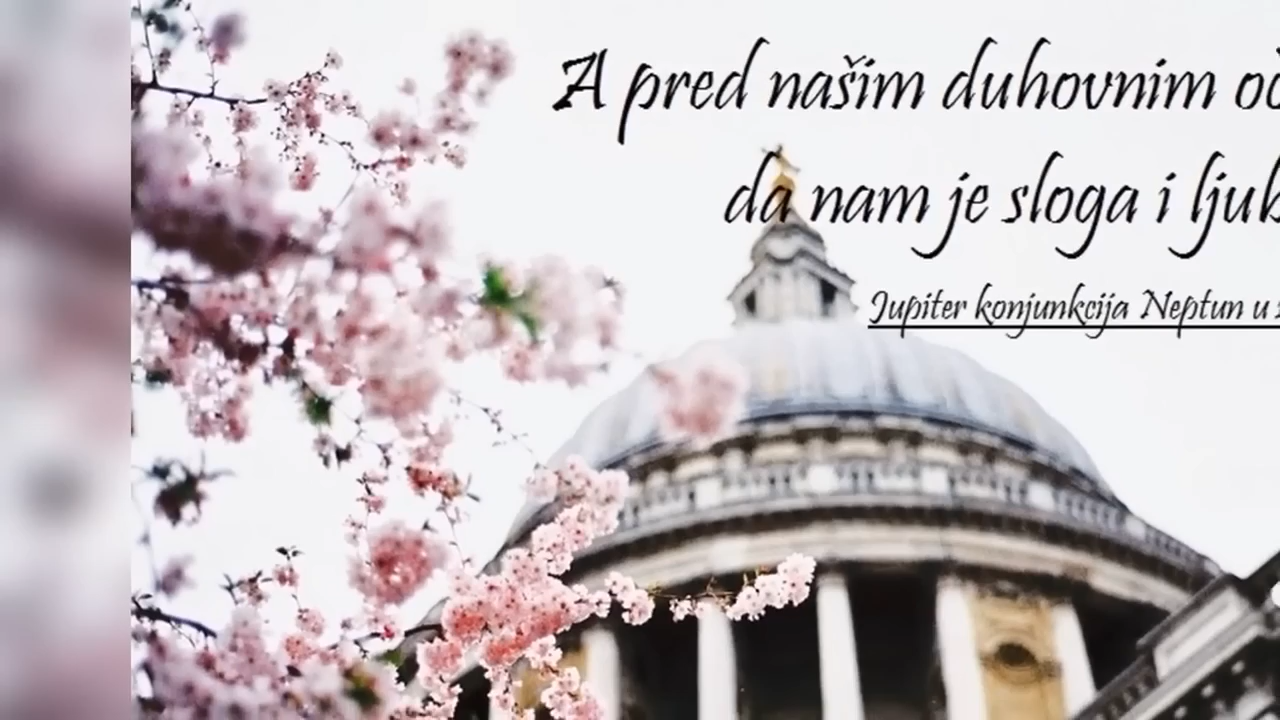 A pred našim duhovnim
da nam je sloga i
Jupiter konjunkcija Neptun u